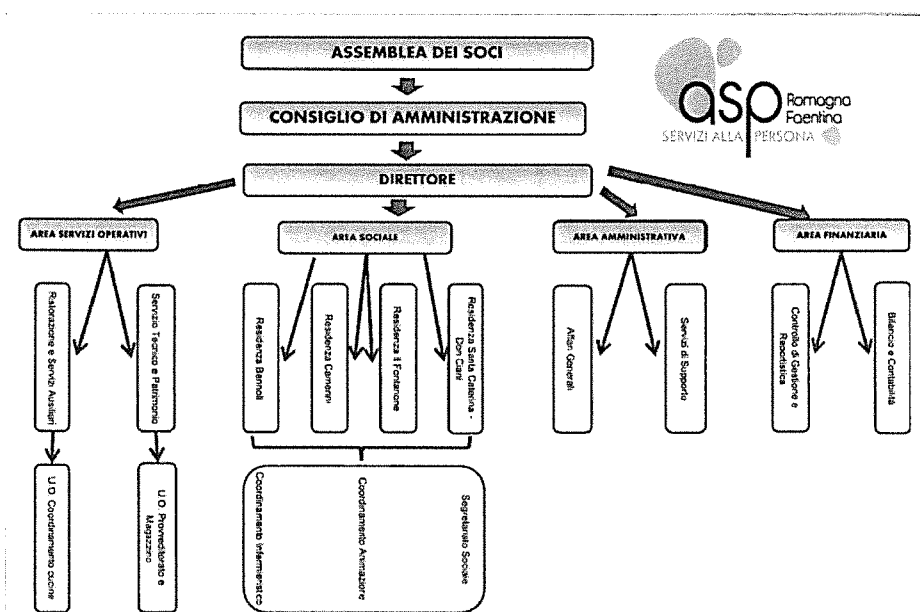 ASSEMBLEA DEI SOCI
asp Romagna
Faentina
SERVIZI ALLA PERSONA
CONSIGLIO DI AMMINISTRAZIONE
DIRETTORE
AREA SERVIZI OPERATIVI
AREA SOCIALE
AREA AMMINISTRATIVA
AREA FINANZIARIA
Ristorazione e Servizi Ausiliari
Servizio Tecnico e Patrimonio
Residenza Bennoli
Residenza Camerini
Residenza il Fontanone
Residenza Santa Caterina -
Don Ciani
Affari Generali
Servizi di Supporto
Controllo di Gestione e
Reportistica
Bilancio e Contabilità
U.O. Coordinamento cucine
U.O. Provveditorato e
Magazzino
Coordinamento Infermieristico
Coordinamento Animazione
Segretariato Sociale